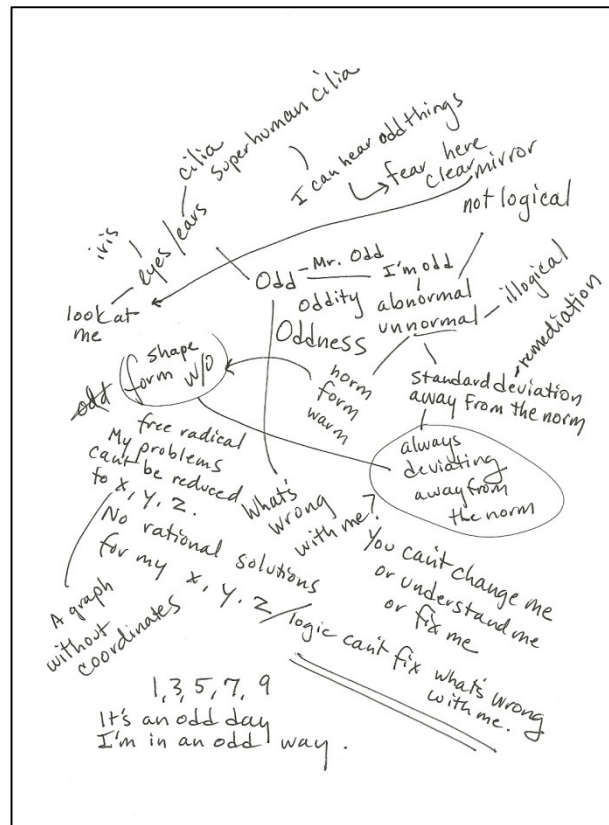 cilia
superhuman cilia
I can hear odd things
fear here
clear mirror
not logical
iris
eyes/ears
look at
me
Odd - Mr. Odd
I'm odd
oddity
abnormal
Oddness
unnormal - illogical
remediation
standard deviation
away from the norm
norm
form
warm
odd
shape
form w/o
always
deviating
away from
the norm
free radical
My problems
can't be reduced
to x, y, z.
What's
wrong
with me?
No rational solutions
for my x, y, z/logic can't fix what's wrong
with me.
You can't change me
or understand me
or fix me
A graph
without
coordinates
1, 3, 5, 7, 9
It's an odd day
I'm in an odd way.